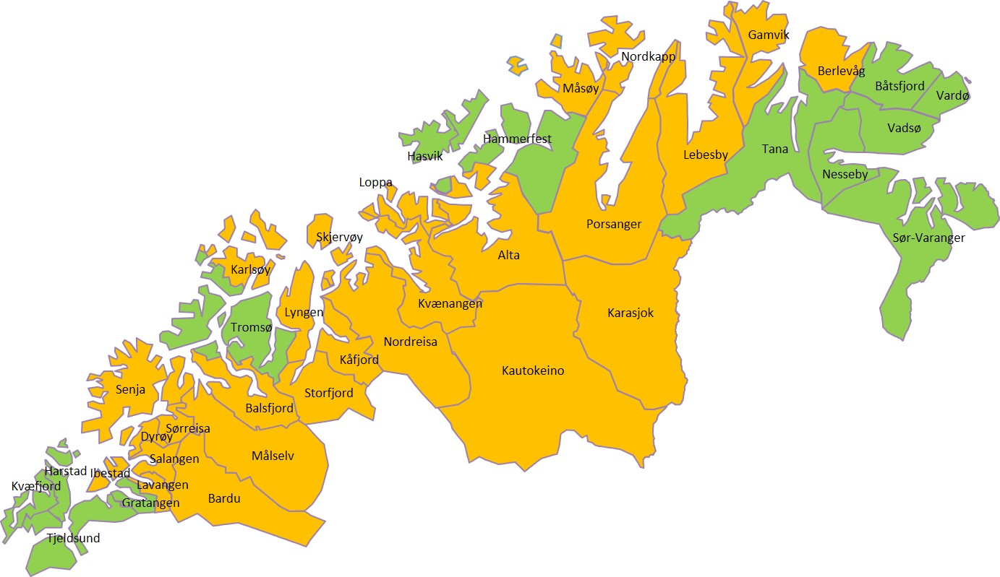 Gamvik
Nordkapp
Berlevåg
Båtsfjord
Måsøy
Vardø
Vadsø
Hammerfest
Tana
Hasvik
Lebesby
Nesseby
Loppa
Porsanger
Skjervøy
Sør-Varanger
Alta
Karlsøy
Kvænangen
Lyngen
Karasjok
Tromsø
Nordreisa
Kåfjord
Kautokeino
Senja
Storfjord
Balsfjord
Sørreisa
Dyrøy
Målselv
Salangen
Harstad
Ibestad
Kvæfjord
Lavangen
Bardu
Gratangen
Tjeldsund